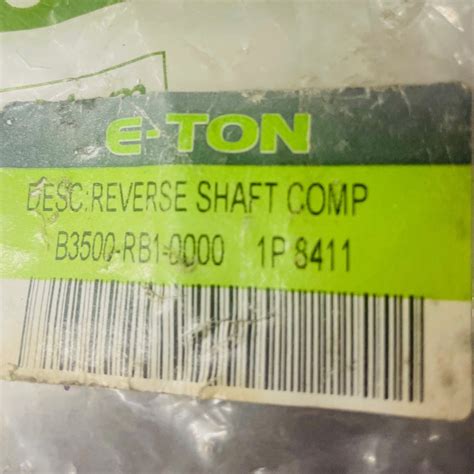 E-TON
DESC:REVERSE SHAFT COMP
B3500-RB1-0000 1P 8411